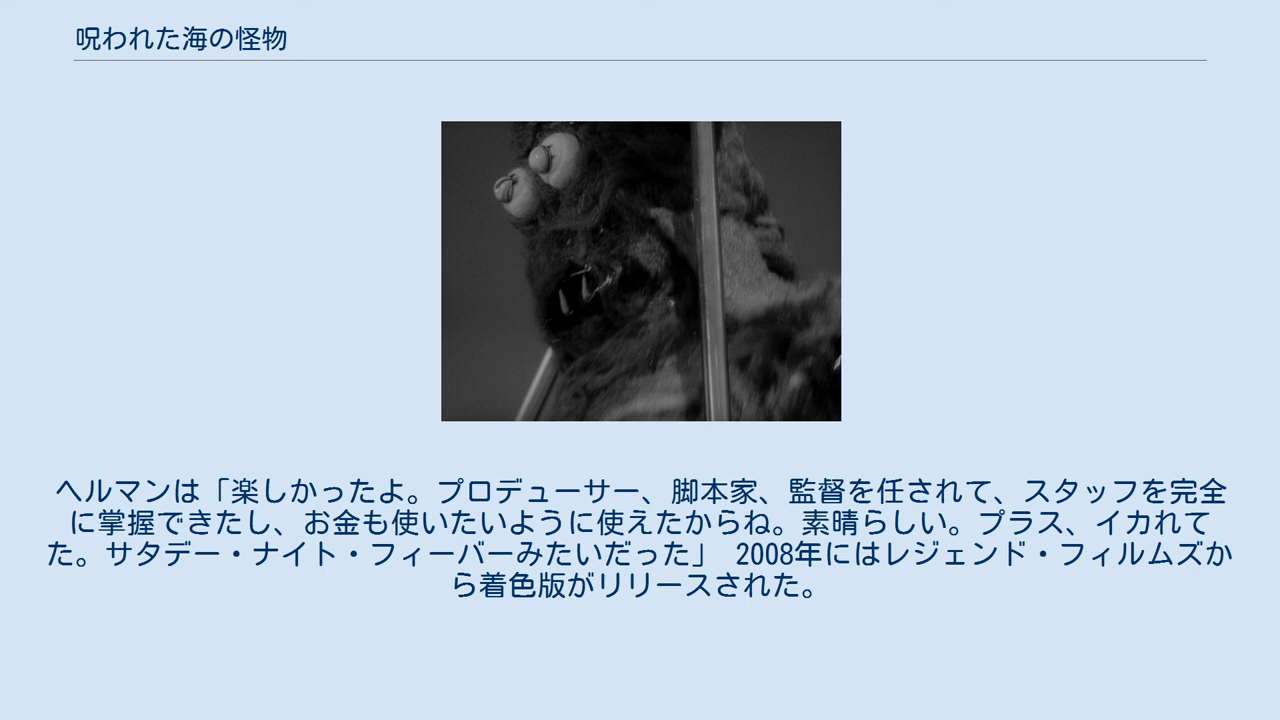 呪われた海の怪物
ヘルマンは「楽しかったよ。プロデューサー、脚本家、監督を任されて、スタッフを完全
に掌握できたし、お金も使いたいように使えたからね。素晴らしい。プラス、イカれて
た。サタデー・ナイト・フィーバーみたいだった」 2008年にはレジェンド・フィルムズか
ら着色版がリリースされた。